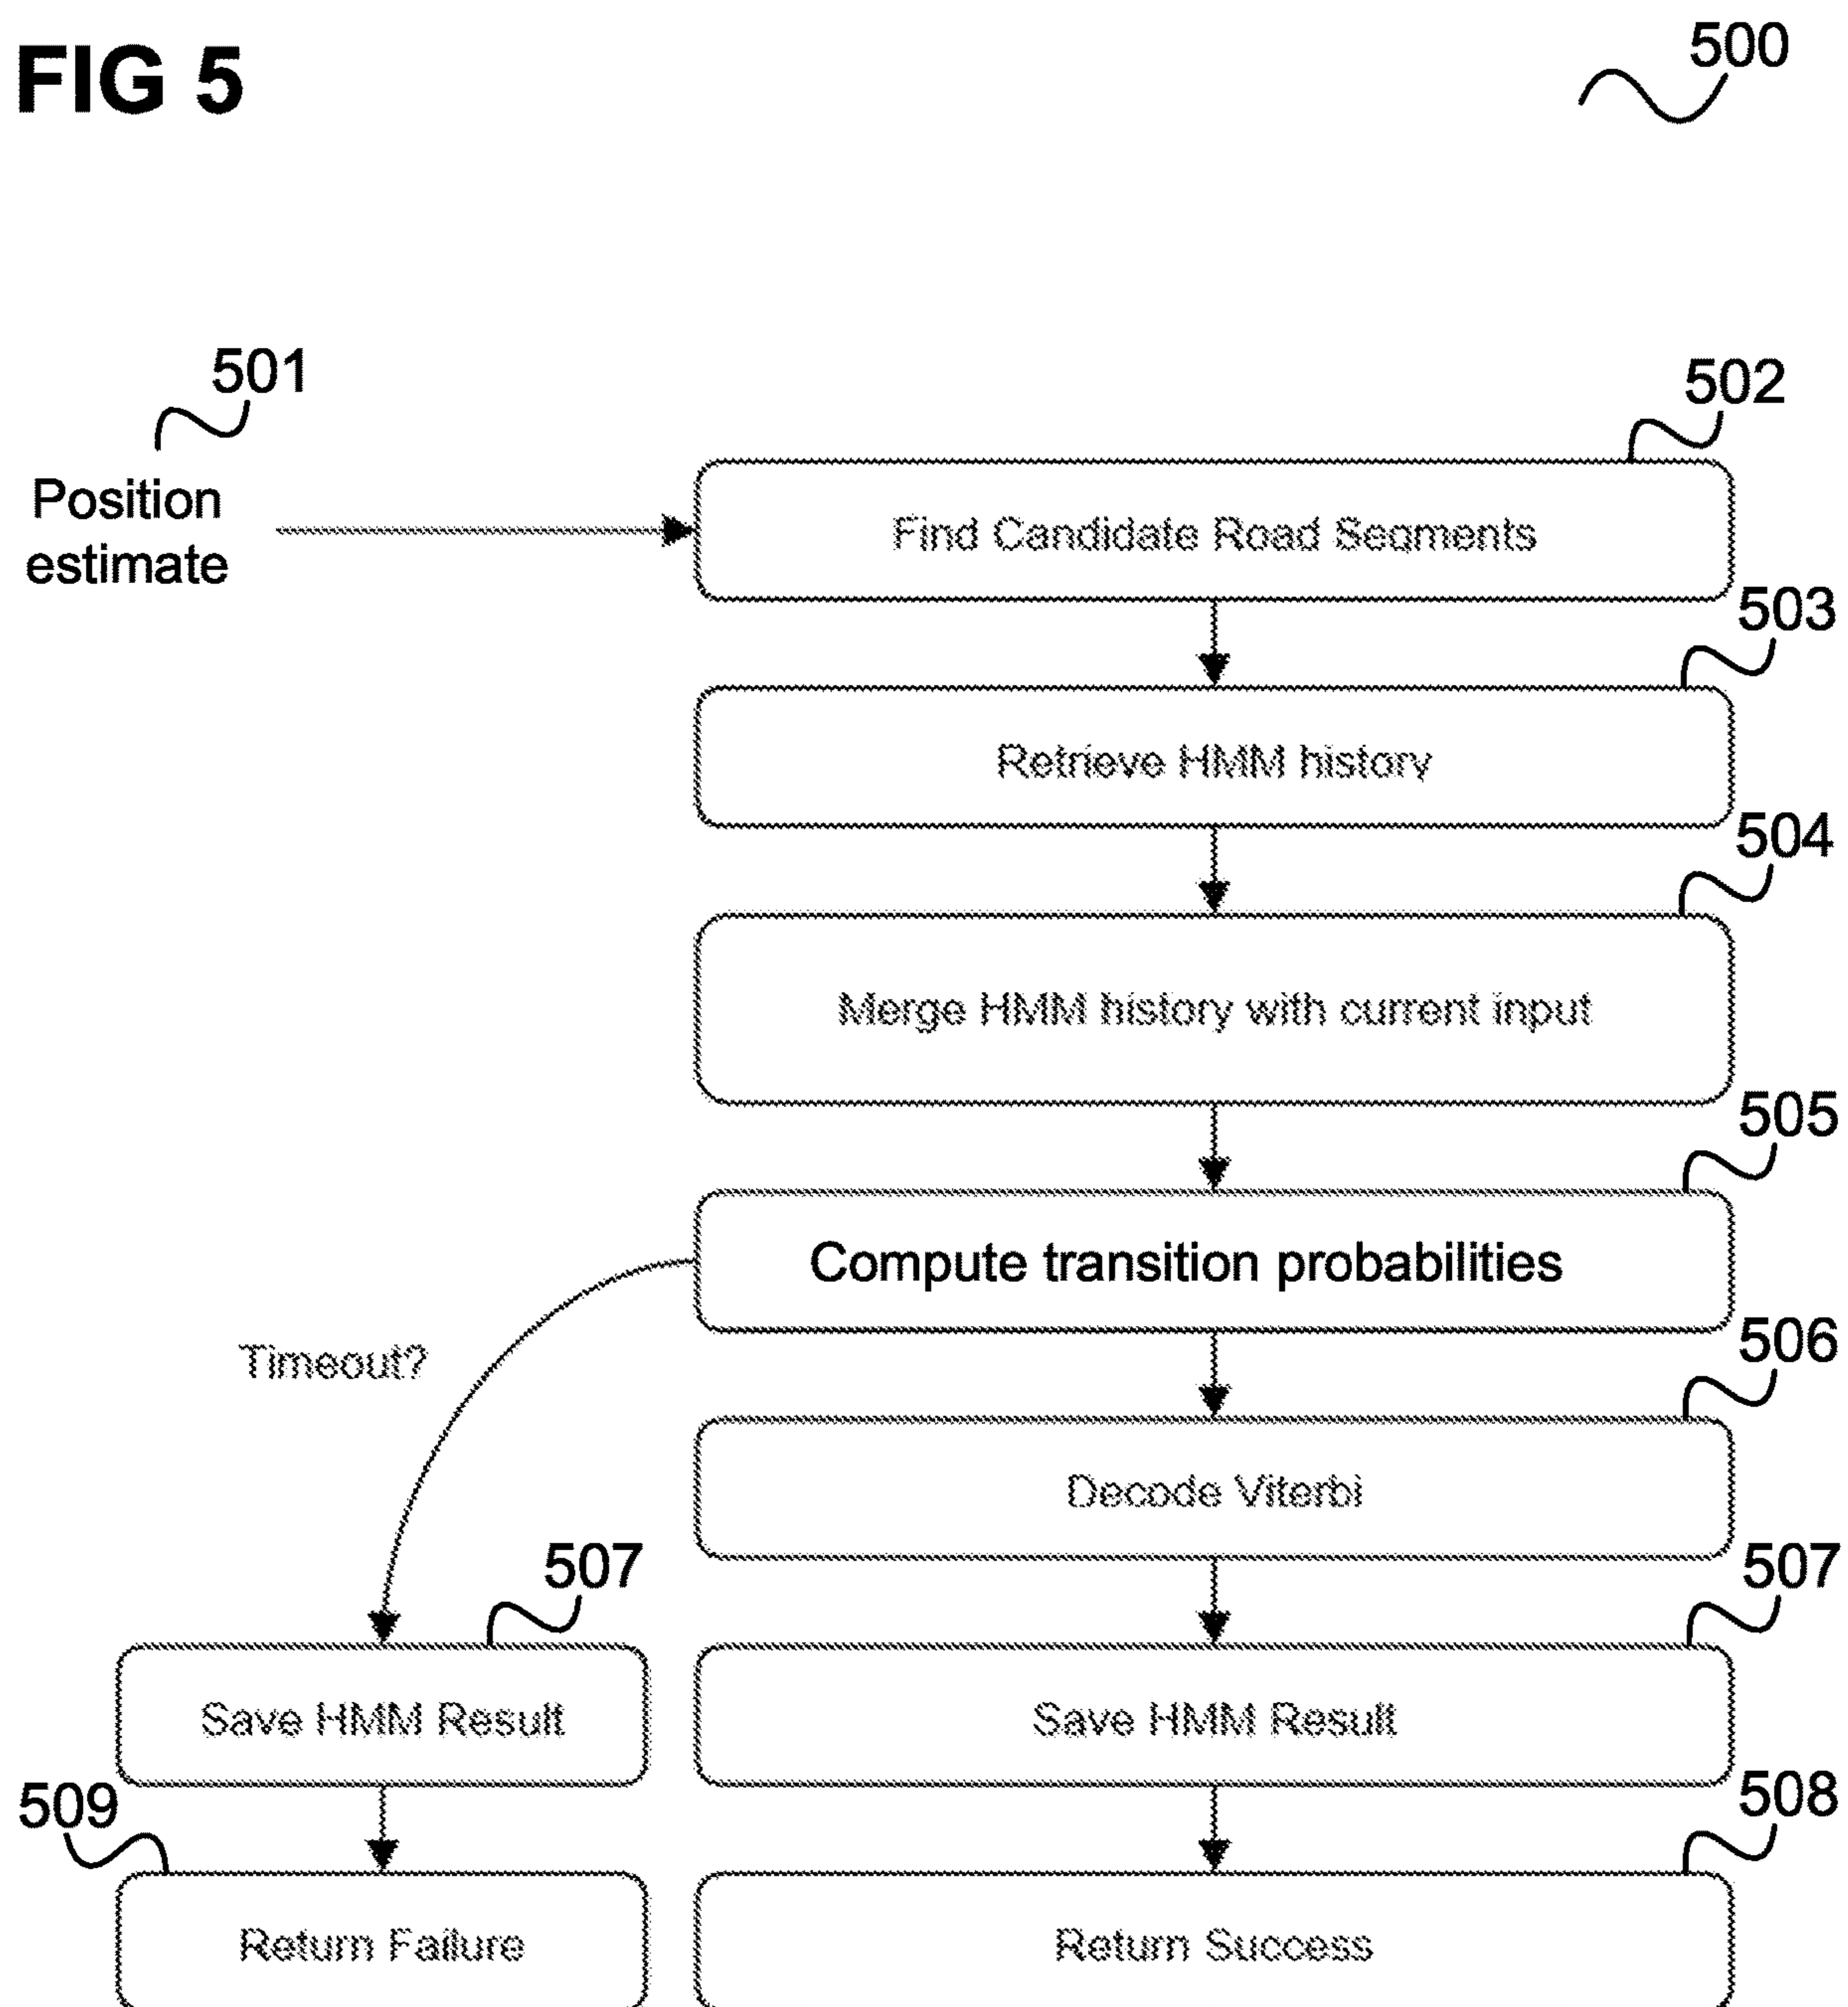 FIG 5
500
501
Position
estimate
502
Find Candidate Road Segments
503
Retrieve HMM history
504
Merge HMM history with current input
505
Compute transition probabilities
Timeout?
506
Decode Viterbi
507
Save HMM Result
507
Save HMM Result
509
Return Failure
508
Return Success